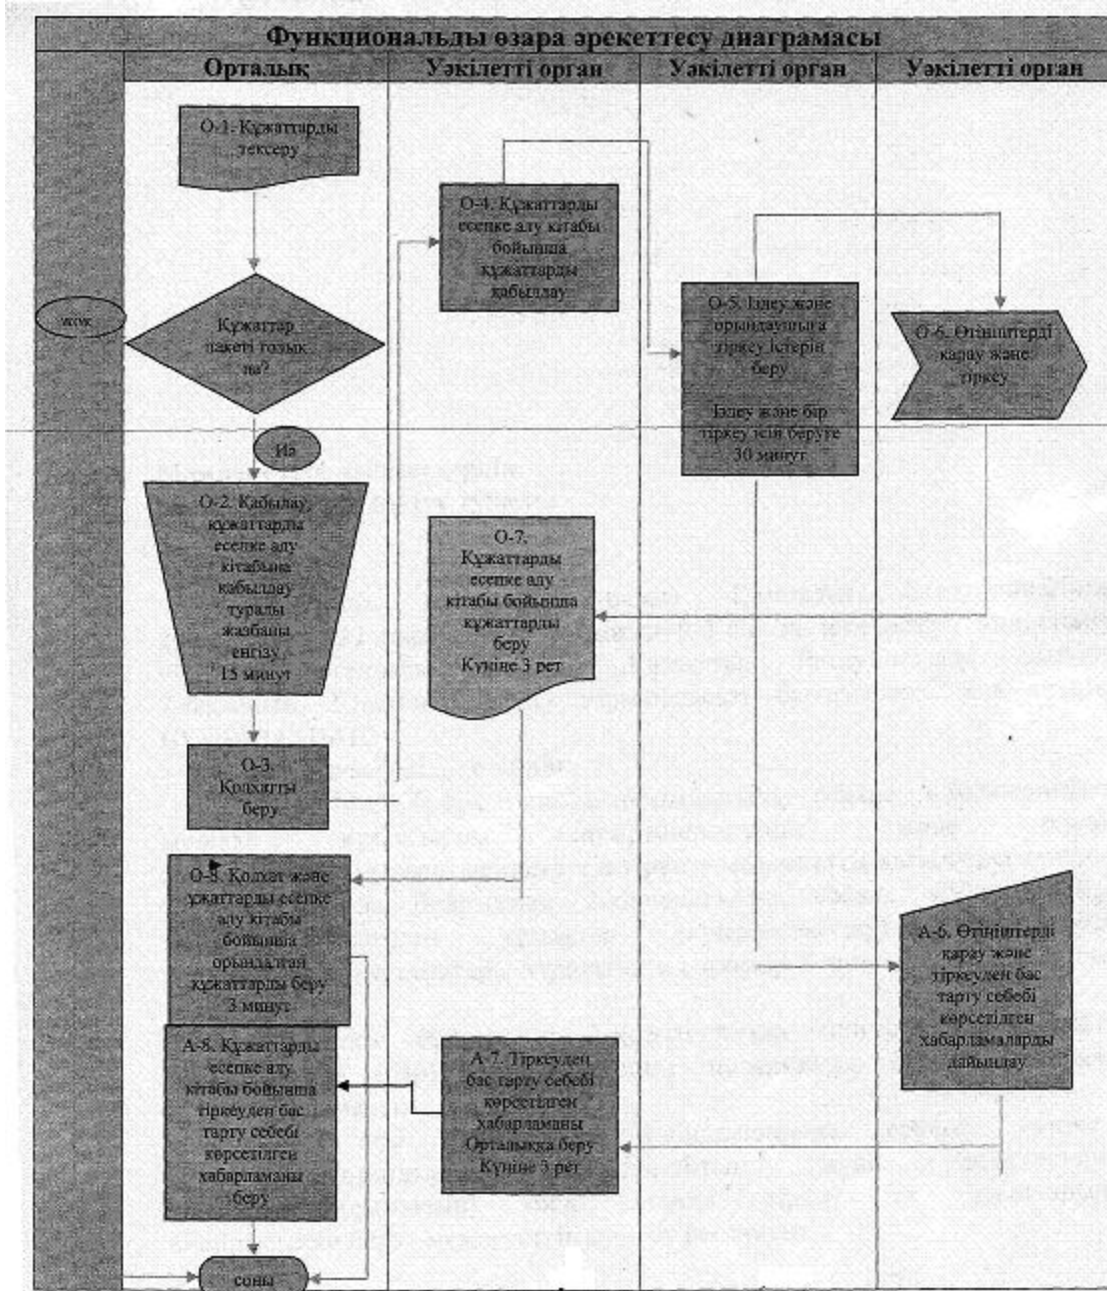 Функциональды өзара әрекеттесу диаграмасы
Орталық
Уәкілетті орган
Уәкілетті орган
Уәкілетті орган
О-1. Құжаттарды
тексеру
О-4. Құжаттарды
есепке алу кітабы
бойынша
құжаттарды
қабылдау
О-5. Іздеу және
орындаушыға
тіркеу істерін
беру
Іздеу және бір
тіркеу ісін беруге
30 минут
О-6. Өтініштерді
қарау және
тіркеу
жоқ
Құжаттар
пакеті толық
па?
Иә
О-2. Қабылау,
құжаттарды
есепке алу
кітабына
қабылдау
туралы
жазбаны
енгізу
15 минут
О-7.
Құжаттарды
есепке алу
кітабы бойынша
құжаттарды
беру
Күніне 3 рет
О-3.
Қолхатты
беру
О-8. Қолхат және
ұжаттарды есепке
алу кітабы
бойынша
орындалған
құжаттарды беру
3 минут
А-6. Өтініштерді
қарау және
тіркеуден бас
тарту себебі
көрсетілген
хабарламаларды
дайындау
А-8. Құжаттарды
есепке алу
кітабы бойынша
тіркеуден бас
тарту себебі
көрсетілген
хабарламаны
беру
А-7. Тіркеуден
бас тарту себебі
көрсетілген
хабарламаны
Орталыққа беру
Күніне 3 рет
соңы